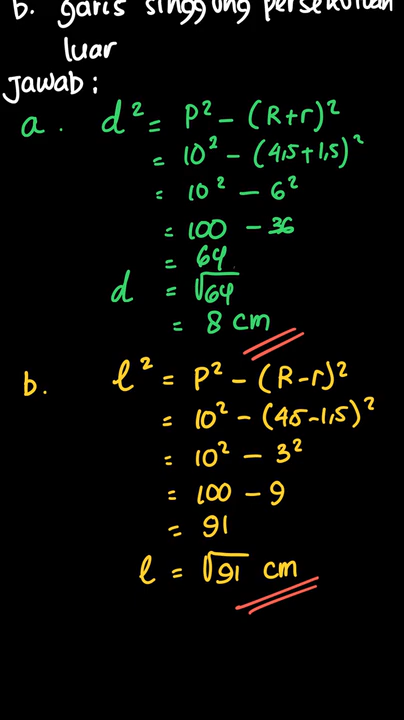 b. garis singgung persekutuan
luar
Jawab :
a. d² = P² - (R+r)²
= 10² - (4,5+1,5)²
= 10² - 6²
= 100 - 36
= 64
d = √64
= 8 cm
b. l² = P² - (R-r)²
= 10² - (4,5-1,5)²
= 10² - 3²
= 100 - 9
= 91
l = √91 cm